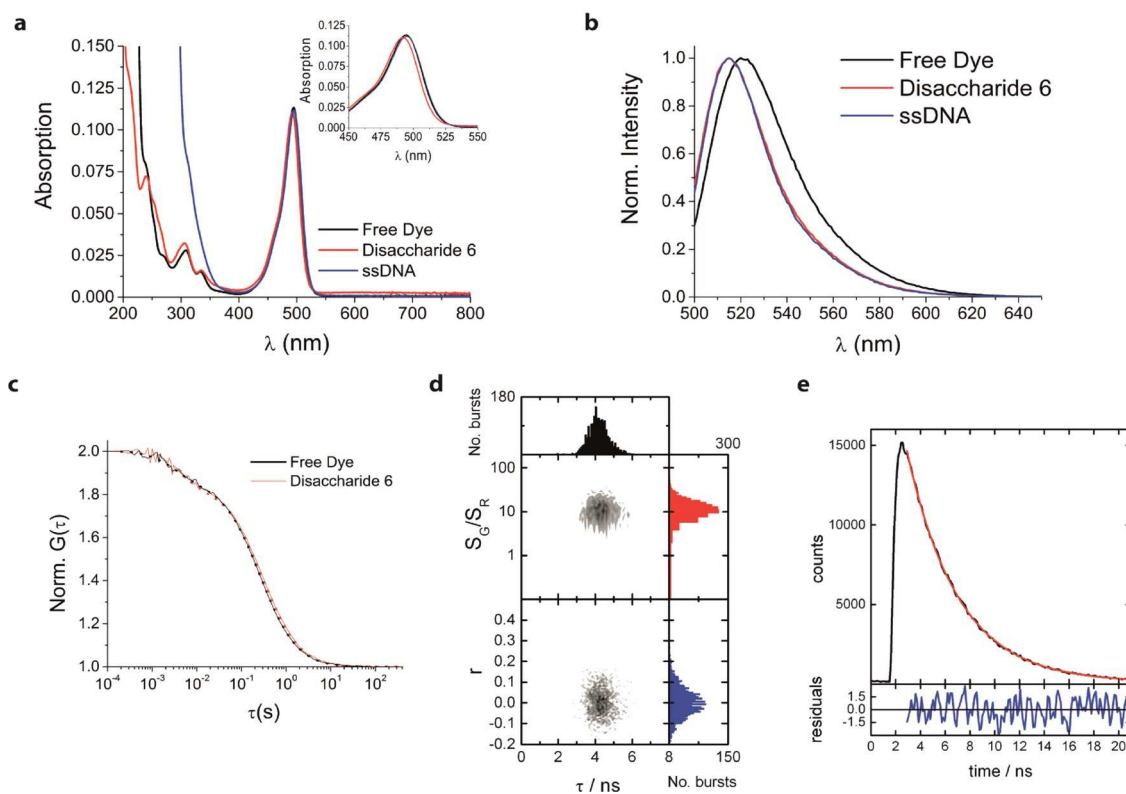 a
0.150
0.125
0.100
0.075
0.050
0.025
0.000
Absorption
200 300 400 500 600 700 800
λ (nm)
Free Dye
Disaccharide 6
ssDNA
0.125
0.100
0.075
0.050
0.025
0.000
Absorption
450 475 500 525 550
λ (nm)
b
1.0
0.8
0.6
0.4
0.2
0.0
Norm. Intensity
500 520 540 560 580 600 620 640
λ (nm)
Free Dye
Disaccharide 6
ssDNA
c
2.0
1.8
1.6
1.4
1.2
1.0
Norm. G(τ)
10⁻⁴ 10⁻³ 10⁻² 10⁻¹ 10⁰ 10¹ 10²
τ(s)
Free Dye
Disaccharide 6
d
180
No. bursts
300
100
10
1
S_G/S_R
0.4
0.3
0.2
0.1
0.0
-0.1
-0.2
r
0 2 4 6 8 150
τ / ns No. bursts
e
15000
10000
5000
counts
1.5
0.0
-1.5
residuals
0 2 4 6 8 10 12 14 16 18 20
time / ns